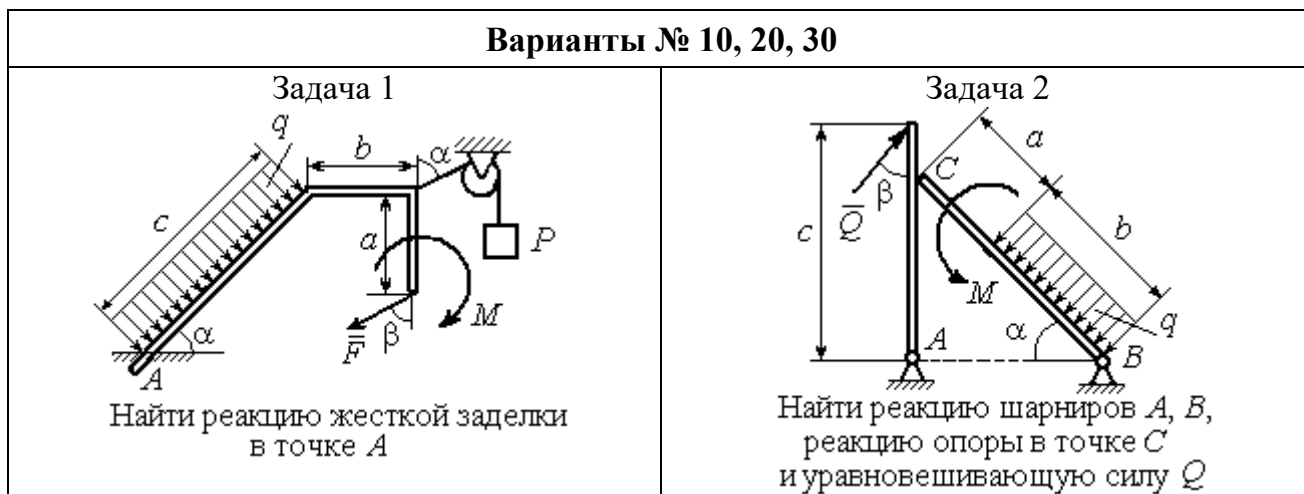 Варианты № 10, 20, 30
Задача 1
q
b
α
c
a
P
M
F
β
α
A
Найти реакцию жесткой заделки
в точке A
Задача 2
a
C
β
Q
b
c
M
q
α
A
B
Найти реакцию шарниров A, B,
реакцию опоры в точке C
и уравновешивающую силу Q